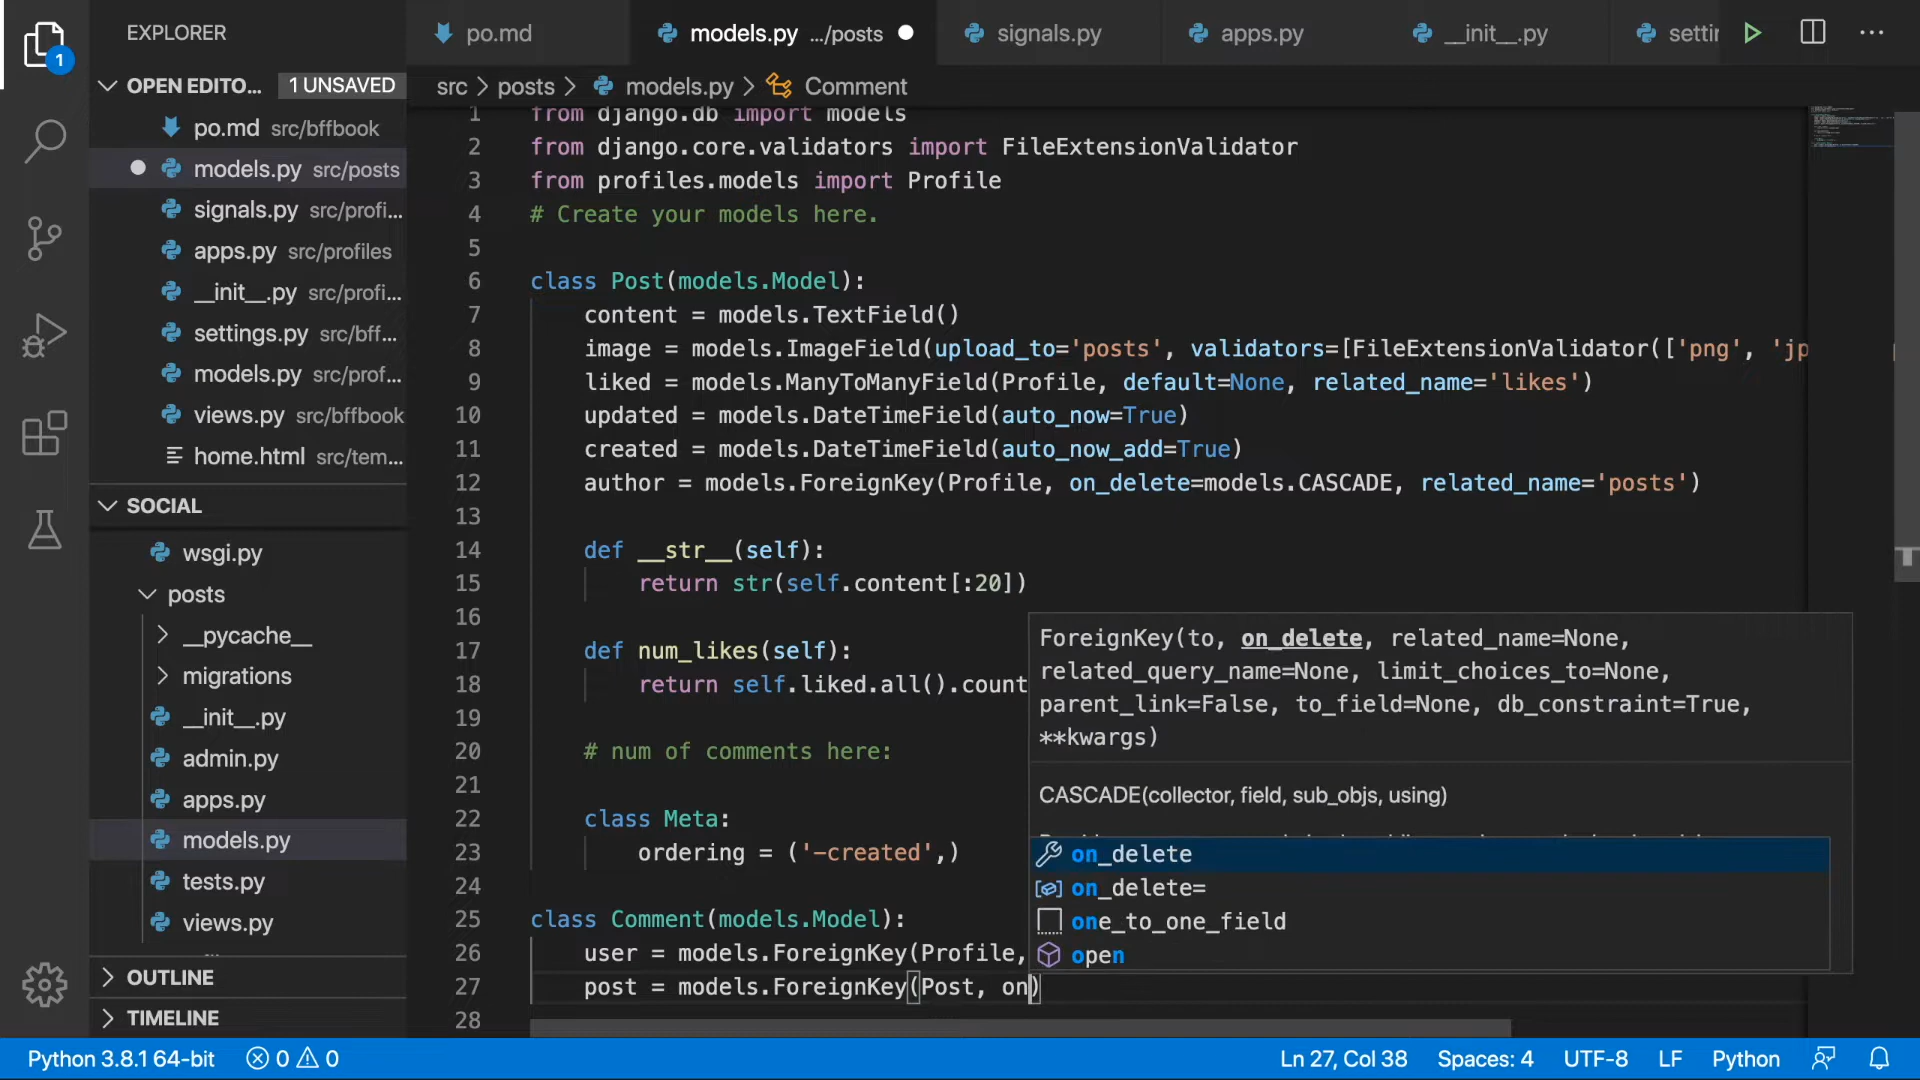 EXPLORER
po.md
models.py .../posts
signals.py
apps.py
__init__.py
settin
1
OPEN EDITO... 1 UNSAVED
src > posts > models.py > Comment
po.md src/bffbook
models.py src/posts
signals.py src/profi...
apps.py src/profiles
__init__.py src/profi...
settings.py src/bff...
models.py src/prof...
views.py src/bffbook
home.html src/tem...
SOCIAL
wsgi.py
posts
__pycache__
migrations
__init__.py
admin.py
apps.py
models.py
tests.py
views.py
OUTLINE
TIMELINE
1 from django.db import models
2 from django.core.validators import FileExtensionValidator
3 from profiles.models import Profile
4 # Create your models here.
5
6 class Post(models.Model):
7 content = models.TextField()
8 image = models.ImageField(upload_to='posts', validators=[FileExtensionValidator(['png', 'jp
9 liked = models.ManyToManyField(Profile, default=None, related_name='likes')
10 updated = models.DateTimeField(auto_now=True)
11 created = models.DateTimeField(auto_now_add=True)
12 author = models.ForeignKey(Profile, on_delete=models.CASCADE, related_name='posts')
13
14 def __str__(self):
15 return str(self.content[:20])
16
17 def num_likes(self):
18 return self.liked.all().count
19
20 # num of comments here:
21
22 class Meta:
23 ordering = ('-created',)
24
25 class Comment(models.Model):
26 user = models.ForeignKey(Profile,
27 post = models.ForeignKey(Post, on)
28
ForeignKey(to, on_delete, related_name=None,
related_query_name=None, limit_choices_to=None,
parent_link=False, to_field=None, db_constraint=True,
**kwargs)
CASCADE(collector, field, sub_objs, using)
on_delete
on_delete=
one_to_one_field
open
Python 3.8.1 64-bit 0 0 Ln 27, Col 38 Spaces: 4 UTF-8 LF Python